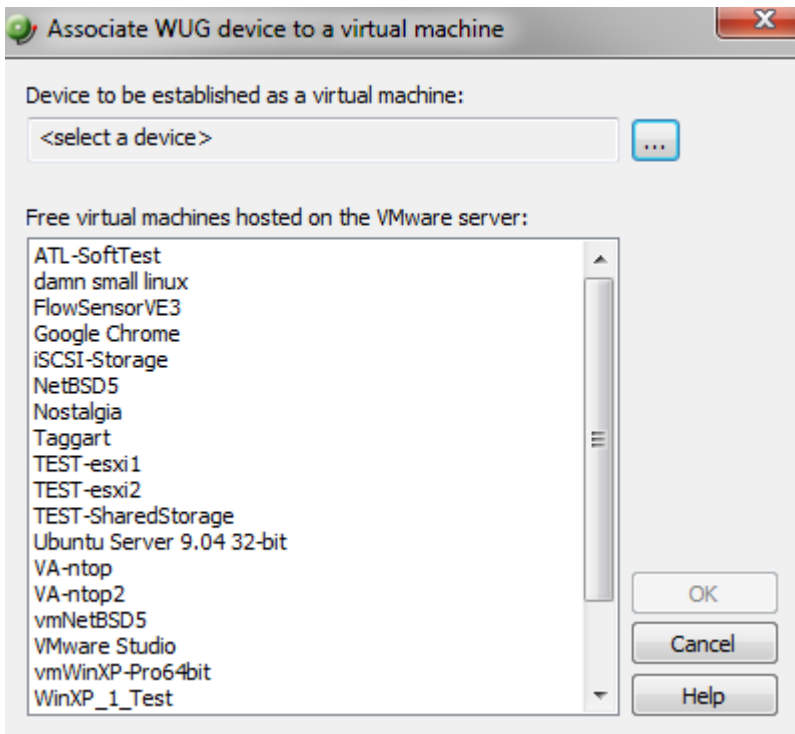 Associate WUG device to a virtual machine
Device to be established as a virtual machine:
<select a device>
...
Free virtual machines hosted on the VMware server:
ATL-SoftTest
damn small linux
FlowSensorVE3
Google Chrome
iSCSI-Storage
NetBSD5
Nostalgia
Taggart
TEST-esxi1
TEST-esxi2
TEST-SharedStorage
Ubuntu Server 9.04 32-bit
VA-ntop
VA-ntop2
vmNetBSD5
VMware Studio
vmWinXP-Pro64bit
WinXP_1_Test
OK
Cancel
Help